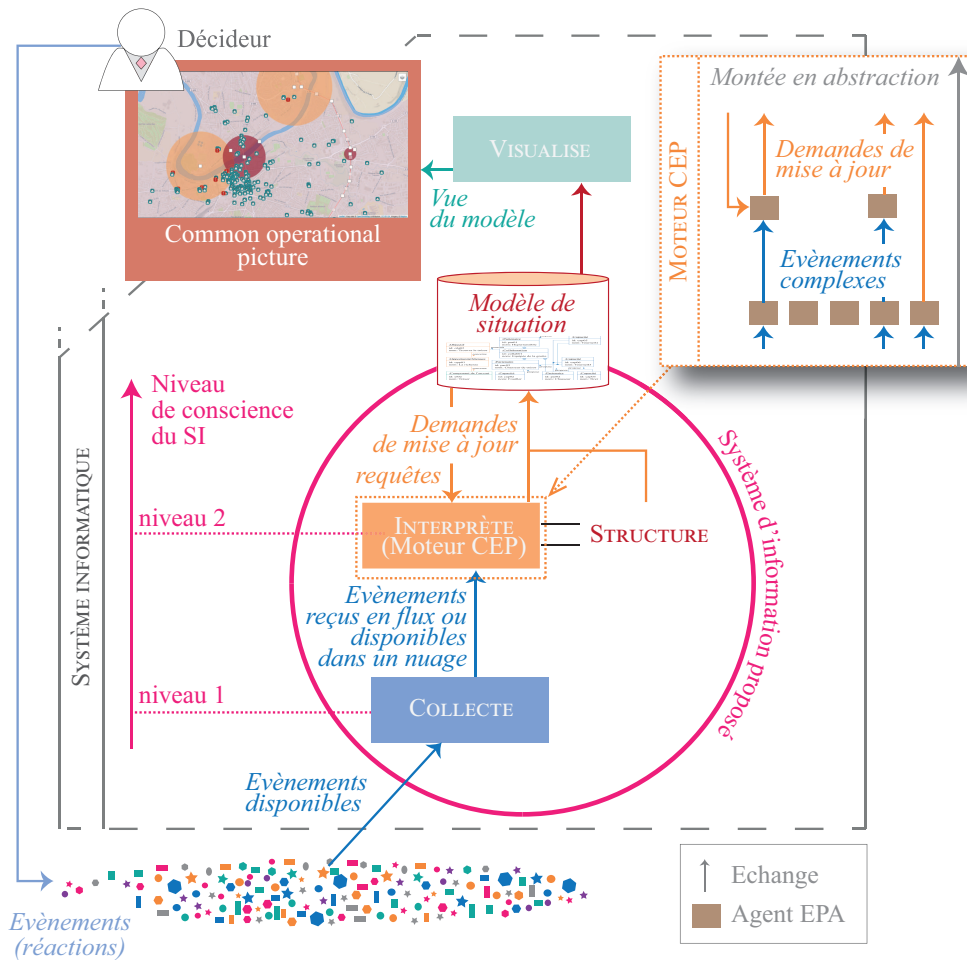 Décideur
Common operational
picture
VISUALISE
Vue
du modèle
Modèle de
situation
Montée en abstraction
MOTEUR CEP
Demandes de
mise à jour
Evènements
complexes
SYSTÈME INFORMATIQUE
Niveau
de conscience
du SI
niveau 2
niveau 1
Demandes
de mise à jour
requêtes
INTERPRÈTE
(Moteur CEP)
STRUCTURE
Système d'information proposé
Evènements
reçus en flux ou
disponibles
dans un nuage
COLLECTE
Evènements
disponibles
Evènements
(réactions)
Echange
Agent EPA